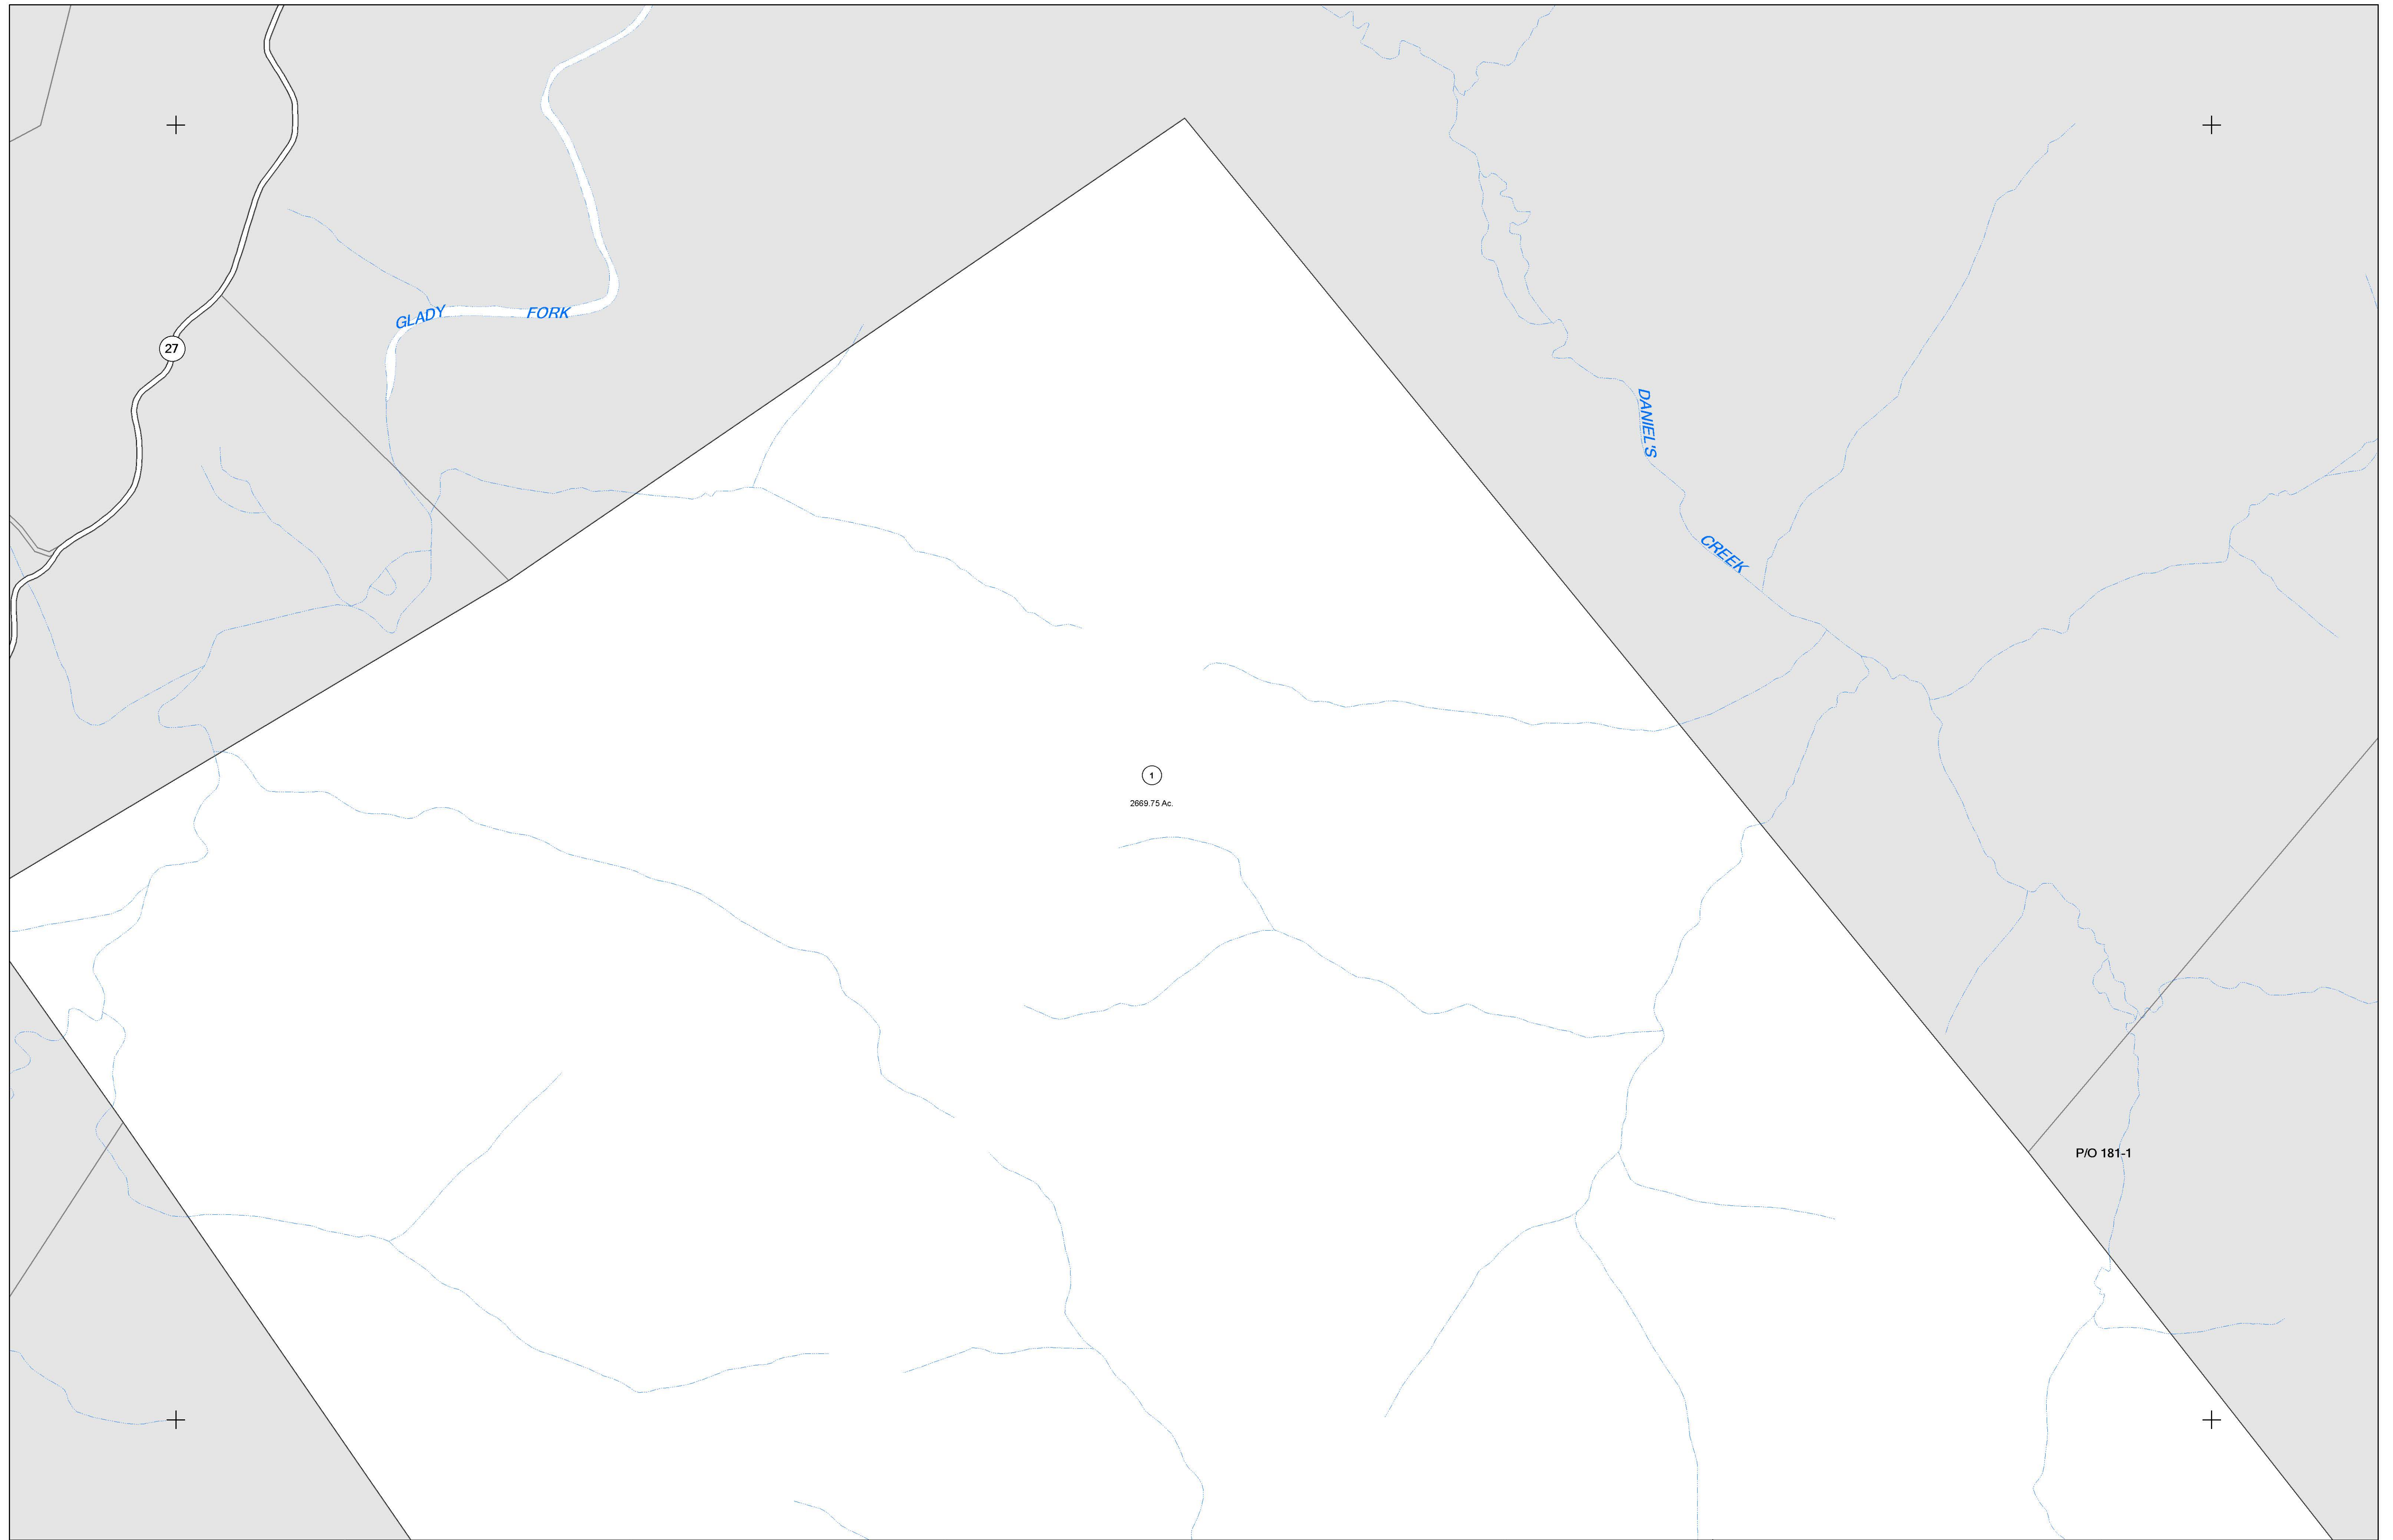 GLADY FORK
27
DANIEL'S
CREEK
1
2669.75 Ac.
P/O 181-1